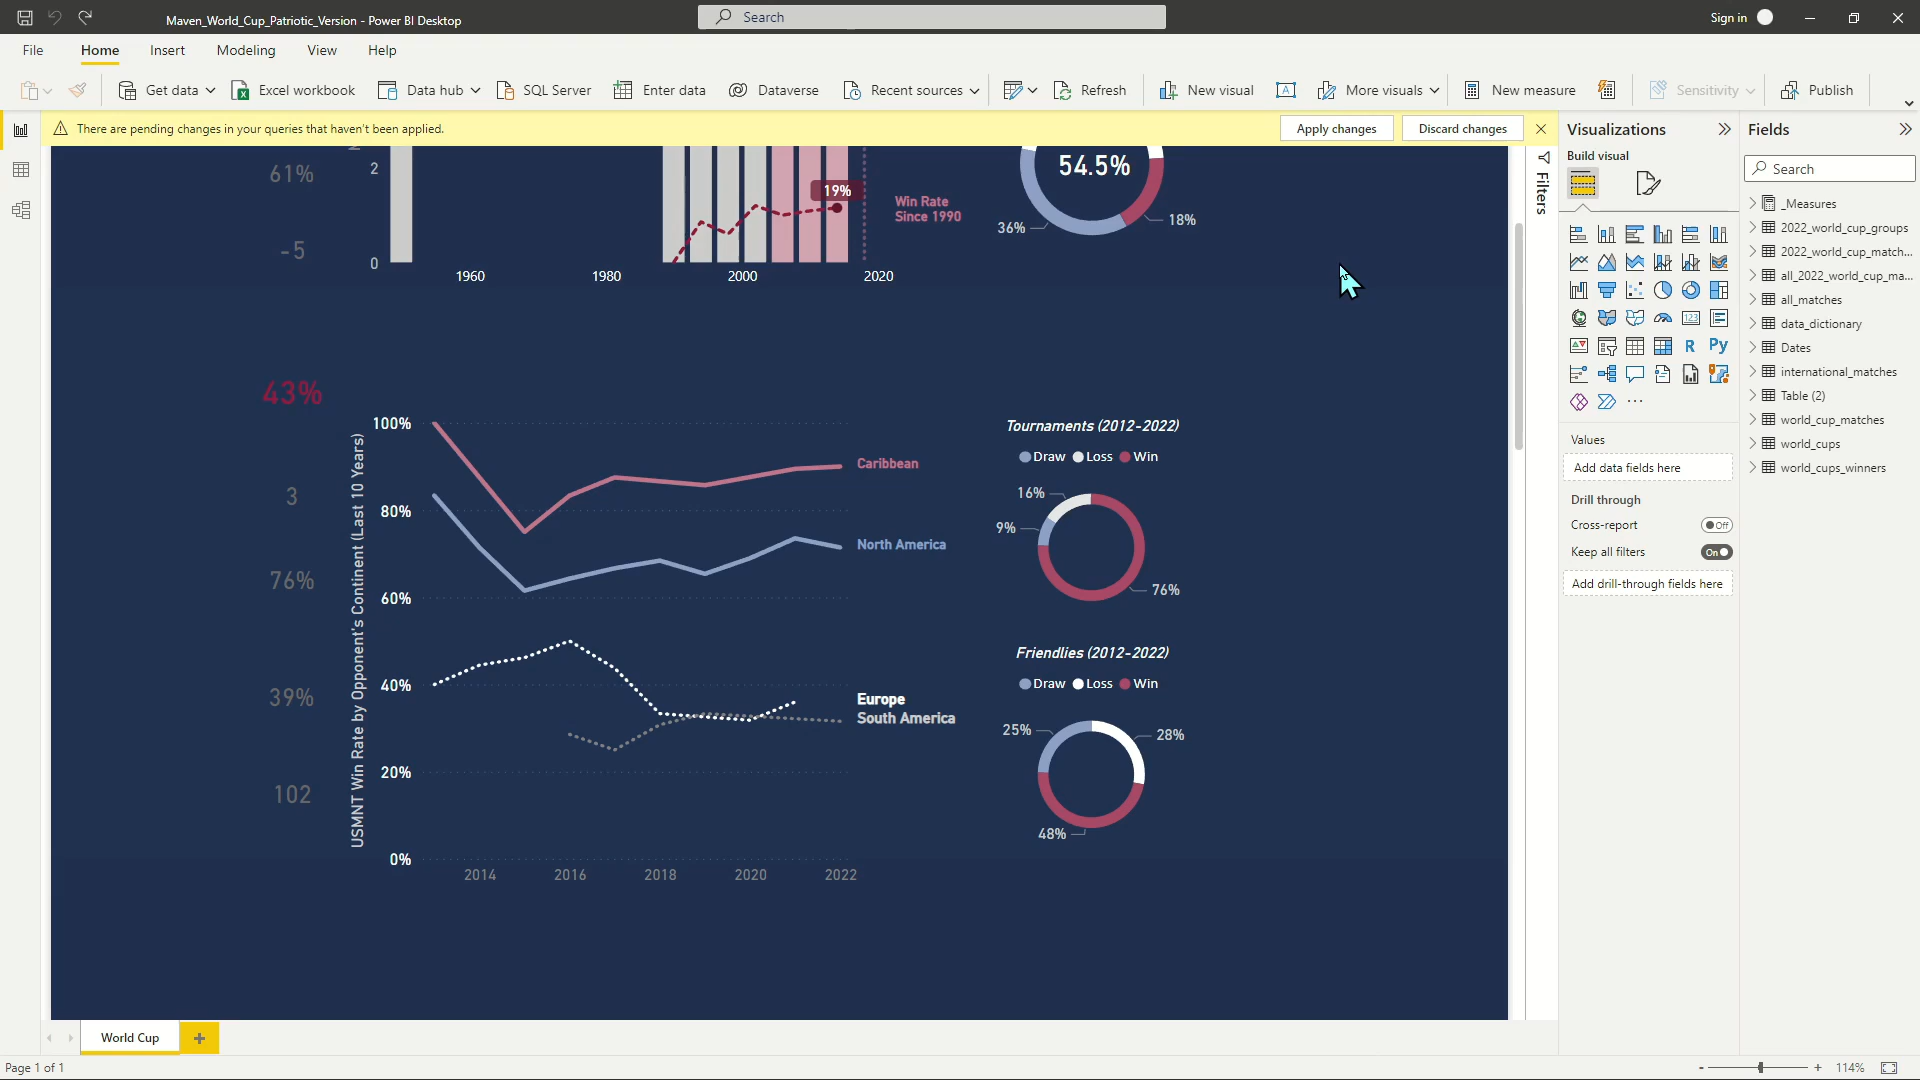 Maven_World_Cup_Patriotic_Version - Power BI Desktop
Search
Sign in
File
Home
Insert
Modeling
View
Help
Get data
Excel workbook
Data hub
SQL Server
Enter data
Dataverse
Recent sources
Refresh
New visual
More visuals
New measure
Sensitivity
Publish
There are pending changes in your queries that haven't been applied.
Apply changes
Discard changes
61%
-5
2
0
19%
1960
1980
2000
2020
Win Rate
Since 1990
54.5%
36%
18%
43%
3
76%
39%
102
USMNT Win Rate by Opponent's Continent (Last 10 Years)
100%
80%
60%
40%
20%
0%
2014
2016
2018
2020
2022
Caribbean
North America
Europe
South America
Tournaments (2012-2022)
Draw Loss Win
16%
9%
76%
Friendlies (2012-2022)
Draw Loss Win
25%
28%
48%
Filters
Visualizations
Build visual
123
R
Py
...
Values
Add data fields here
Drill through
Cross-report
Off
Keep all filters
On
Add drill-through fields here
Fields
Search
_Measures
2022_world_cup_groups
2022_world_cup_match...
all_2022_world_cup_ma...
all_matches
data_dictionary
Dates
international_matches
Table (2)
world_cup_matches
world_cups
world_cups_winners
World Cup
+
Page 1 of 1
- + 114%